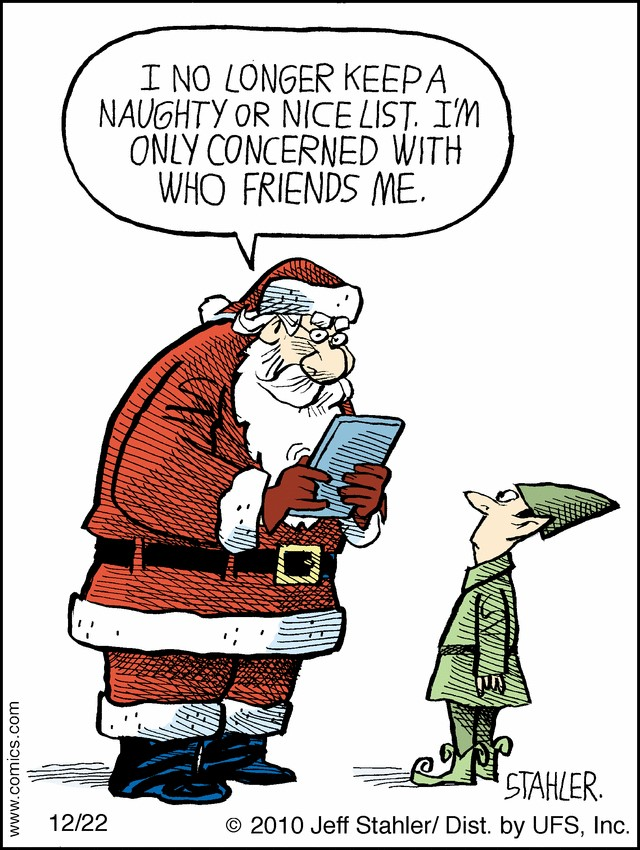 I NO LONGER KEEP A
NAUGHTY OR NICE LIST. I'M
ONLY CONCERNED WITH
WHO FRIENDS ME.
www.comics.com
STAHLER.
12/22
© 2010 Jeff Stahler/ Dist. by UFS, Inc.